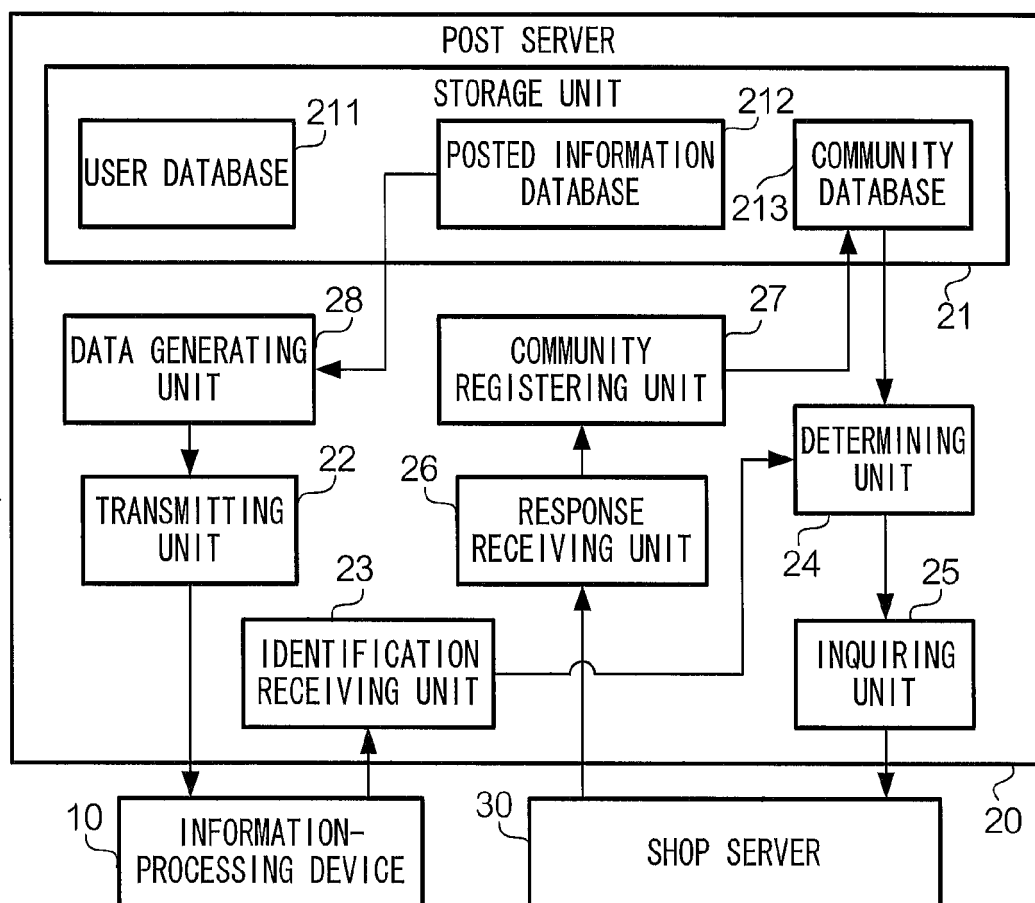 POST SERVER
STORAGE UNIT
211
USER DATABASE
212
POSTED INFORMATION
DATABASE
213
COMMUNITY
DATABASE
21
28
DATA GENERATING
UNIT
27
COMMUNITY
REGISTERING UNIT
DETERMINING
UNIT
24
22
TRANSMITTING
UNIT
26
RESPONSE
RECEIVING UNIT
23
IDENTIFICATION
RECEIVING UNIT
25
INQUIRING
UNIT
20
10
INFORMATION-
PROCESSING DEVICE
30
SHOP SERVER